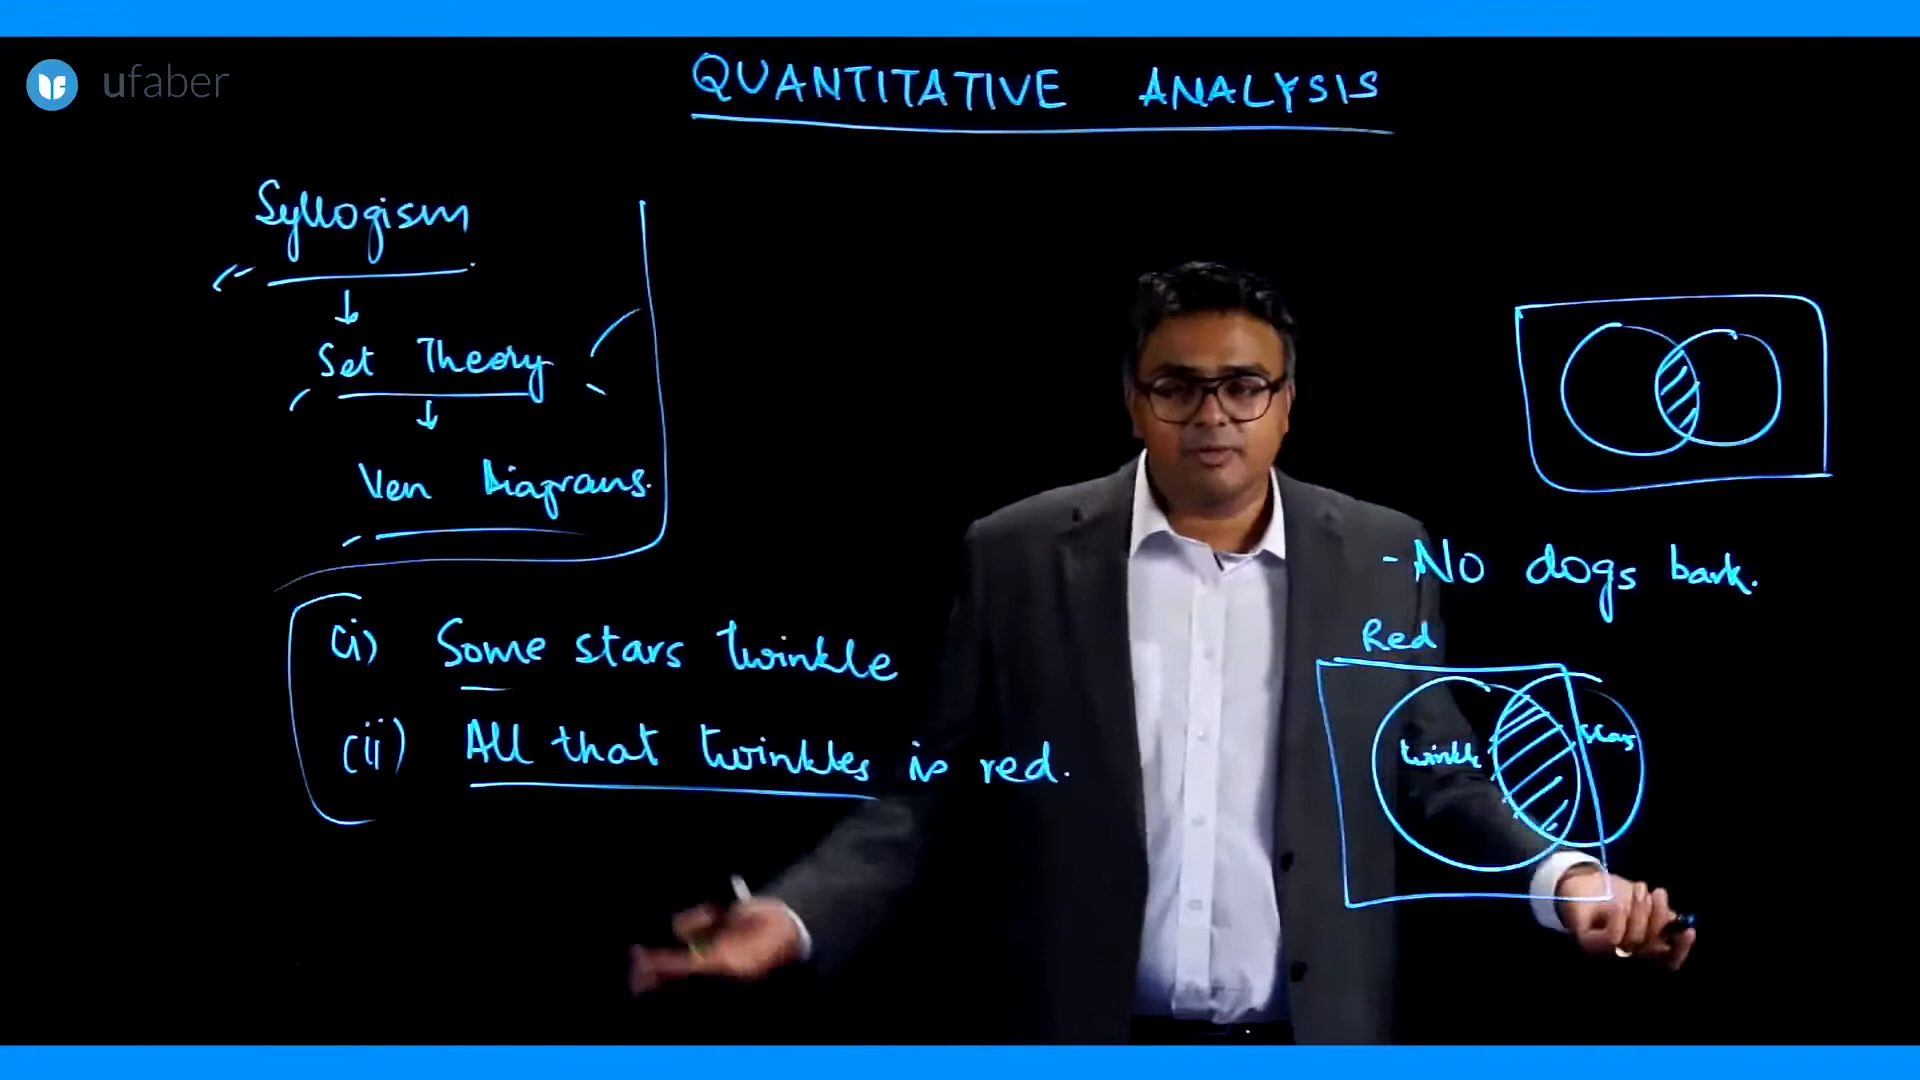 ufaber
QUANTITATIVE ANALYSIS
Syllogism
Set Theory
Ven Diagrams.
(i) Some stars twinkle
(ii) All that twinkles is red.
- No dogs bark.
Red
twinkle
stars